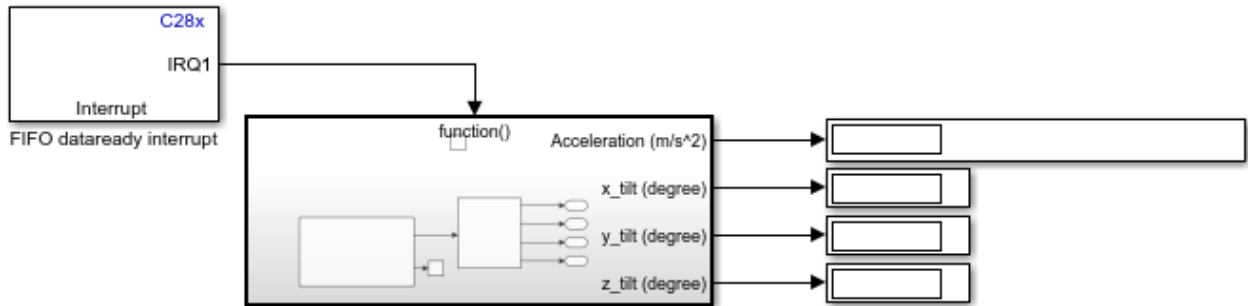 C28x
IRQ1
Interrupt
FIFO dataready interrupt
function()
Acceleration (m/s^2)
x_tilt (degree)
y_tilt (degree)
z_tilt (degree)